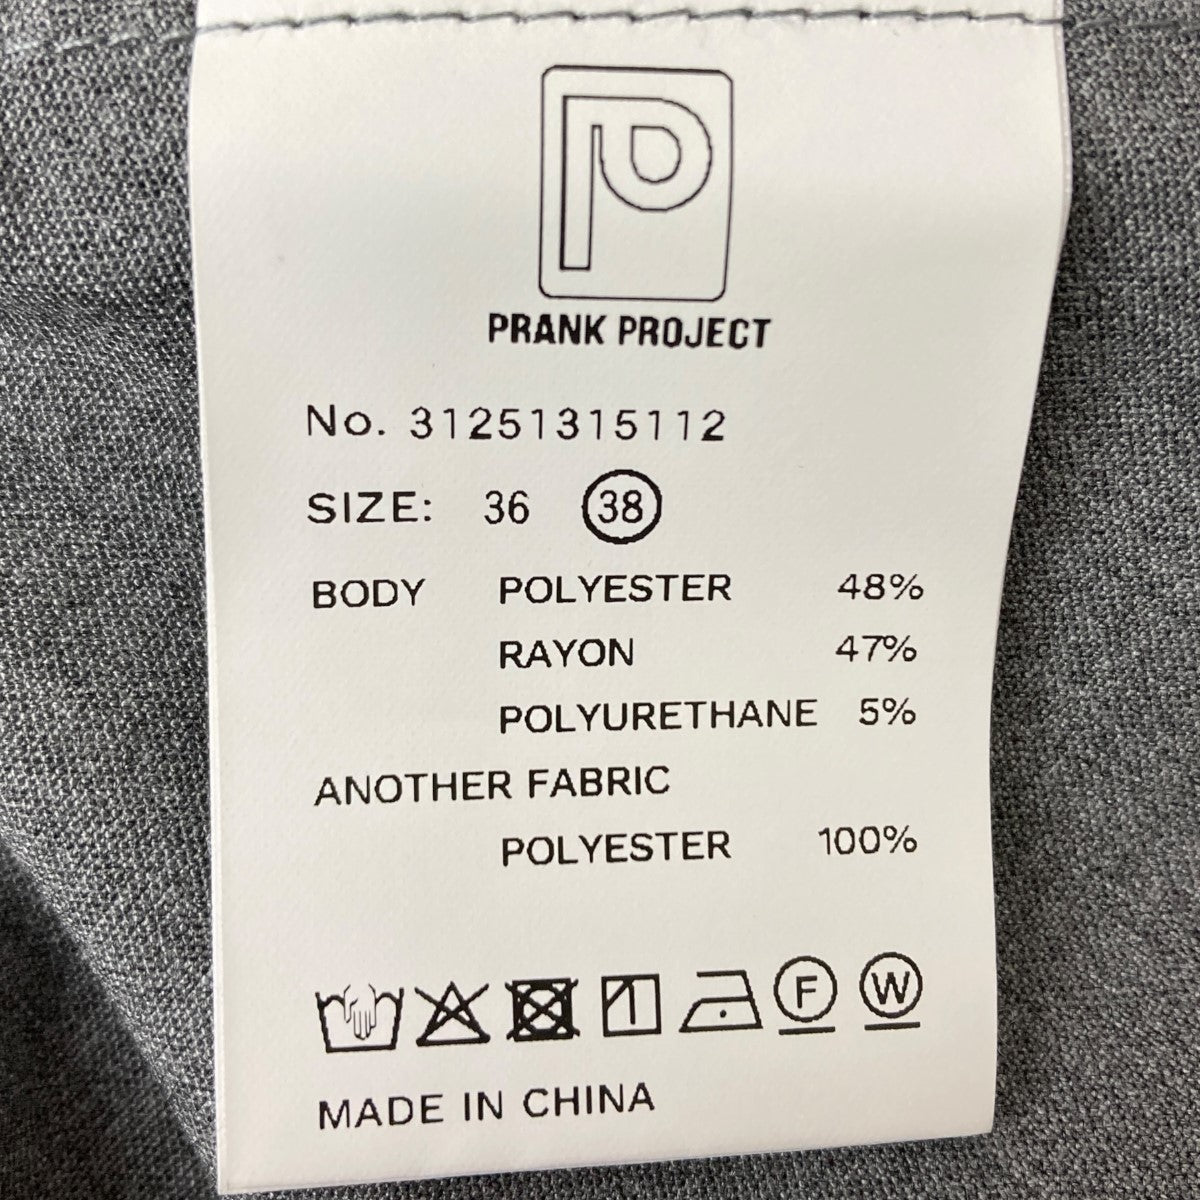 P
PRANK PROJECT
No. 31251315112
SIZE: 36 38
BODY POLYESTER 48%
RAYON 47%
POLYURETHANE 5%
ANOTHER FABRIC
POLYESTER 100%
F W
MADE IN CHINA